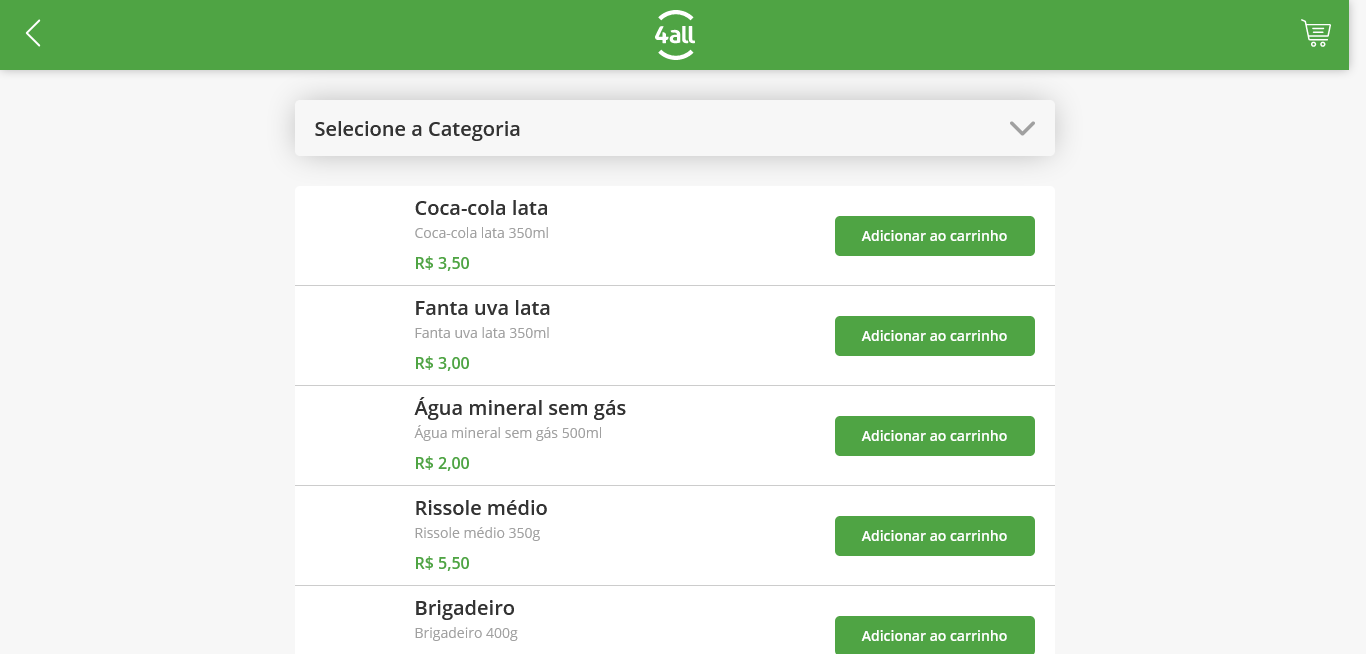 4all
Selecione a Categoria
Coca-cola lata
Coca-cola lata 350ml
R$ 3,50
Adicionar ao carrinho
Fanta uva lata
Fanta uva lata 350ml
R$ 3,00
Adicionar ao carrinho
Água mineral sem gás
Água mineral sem gás 500ml
R$ 2,00
Adicionar ao carrinho
Rissole médio
Rissole médio 350g
R$ 5,50
Adicionar ao carrinho
Brigadeiro
Brigadeiro 400g
Adicionar ao carrinho